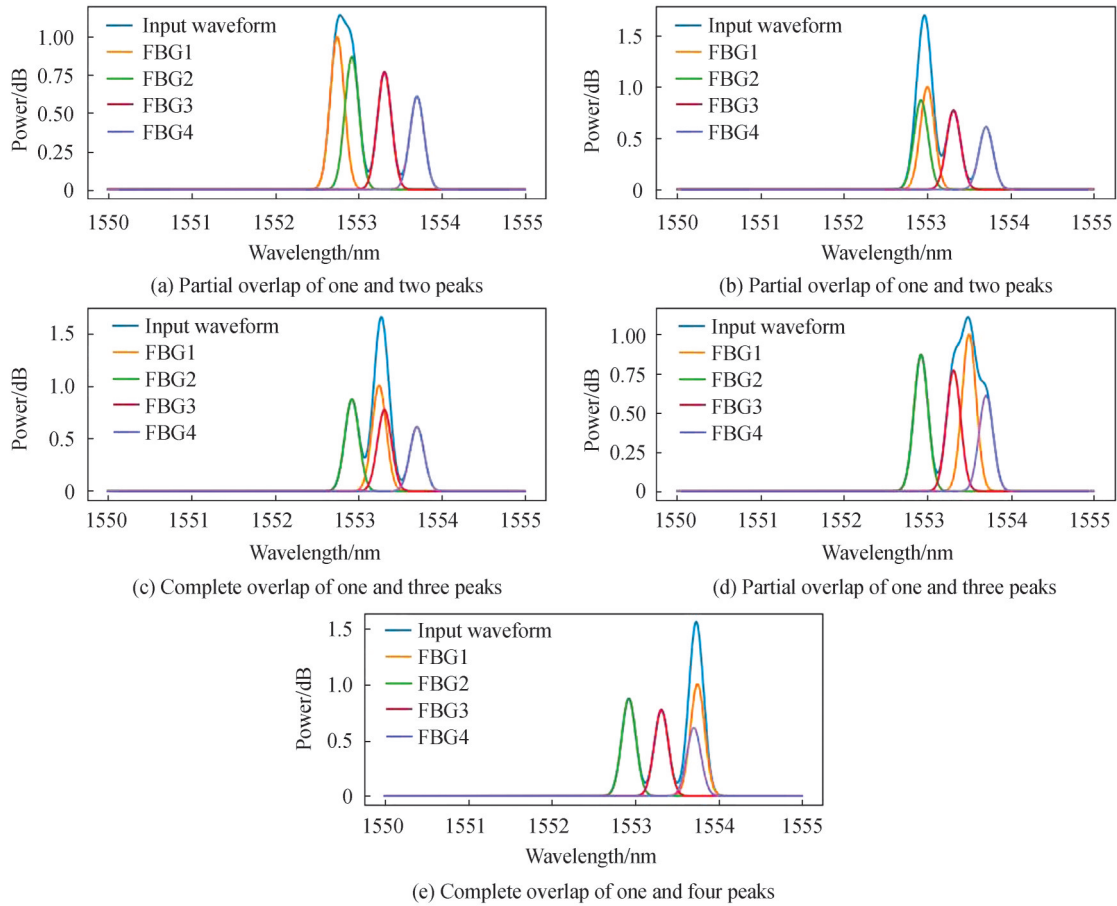 1.00
0.75
0.50
0.25
0
Power/dB
Input waveform
FBG1
FBG2
FBG3
FBG4
1550 1551 1552 1553 1554 1555
Wavelength/nm
(a) Partial overlap of one and two peaks
1.5
1.0
0.5
0
Power/dB
Input waveform
FBG1
FBG2
FBG3
FBG4
1550 1551 1552 1553 1554 1555
Wavelength/nm
(b) Partial overlap of one and two peaks
1.5
1.0
0.5
0
Power/dB
Input waveform
FBG1
FBG2
FBG3
FBG4
1550 1551 1552 1553 1554 1555
Wavelength/nm
(c) Complete overlap of one and three peaks
1.00
0.75
0.50
0.25
0
Power/dB
Input waveform
FBG1
FBG2
FBG3
FBG4
1550 1551 1552 1553 1554 1555
Wavelength/nm
(d) Partial overlap of one and three peaks
1.5
1.0
0.5
0
Power/dB
Input waveform
FBG1
FBG2
FBG3
FBG4
1550 1551 1552 1553 1554 1555
Wavelength/nm
(e) Complete overlap of one and four peaks